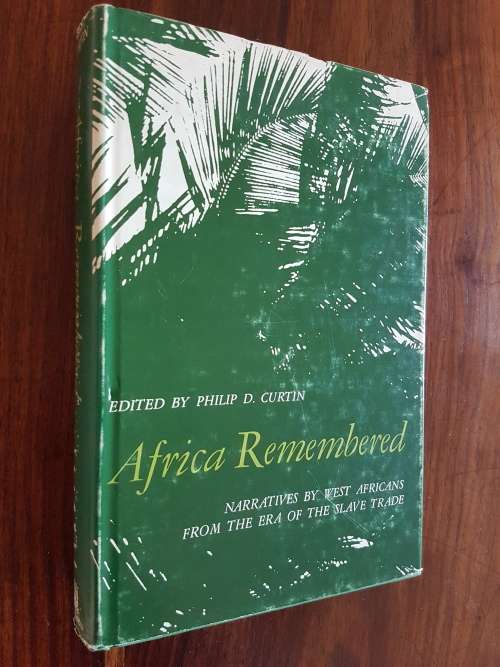 EDITED BY PHILIP D. CURTIN
Africa Remembered
NARRATIVES BY WEST AFRICANS
FROM THE ERA OF THE SLAVE TRADE